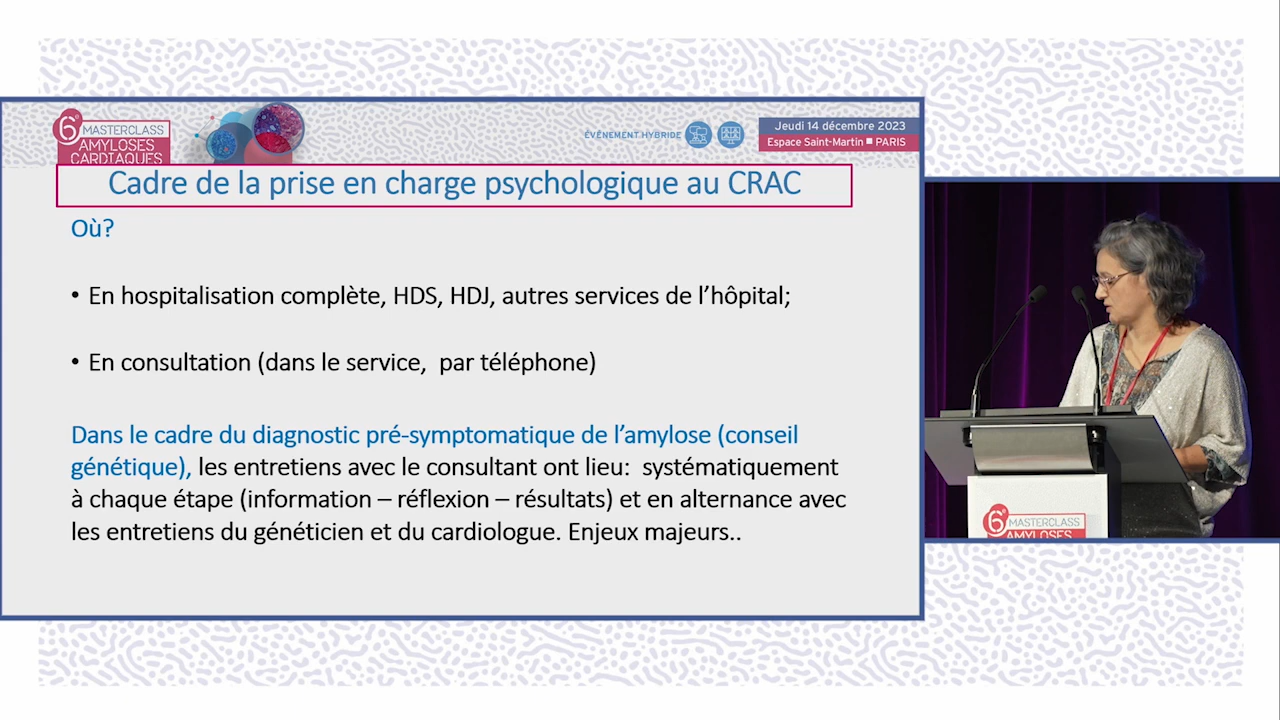 6e MASTERCLASS
AMYLOSES
CARDIAQUES
ÉVÉNEMENT HYBRIDE
Jeudi 14 décembre 2023
Espace Saint-Martin ■ PARIS
Cadre de la prise en charge psychologique au CRAC
Où?
• En hospitalisation complète, HDS, HDJ, autres services de l’hôpital;
• En consultation (dans le service, par téléphone)
Dans le cadre du diagnostic pré-symptomatique de l’amylose (conseil
génétique), les entretiens avec le consultant ont lieu: systématiquement
à chaque étape (information – réflexion – résultats) et en alternance avec
les entretiens du généticien et du cardiologue. Enjeux majeurs..
6e MASTERCLASS
AMYLOSES